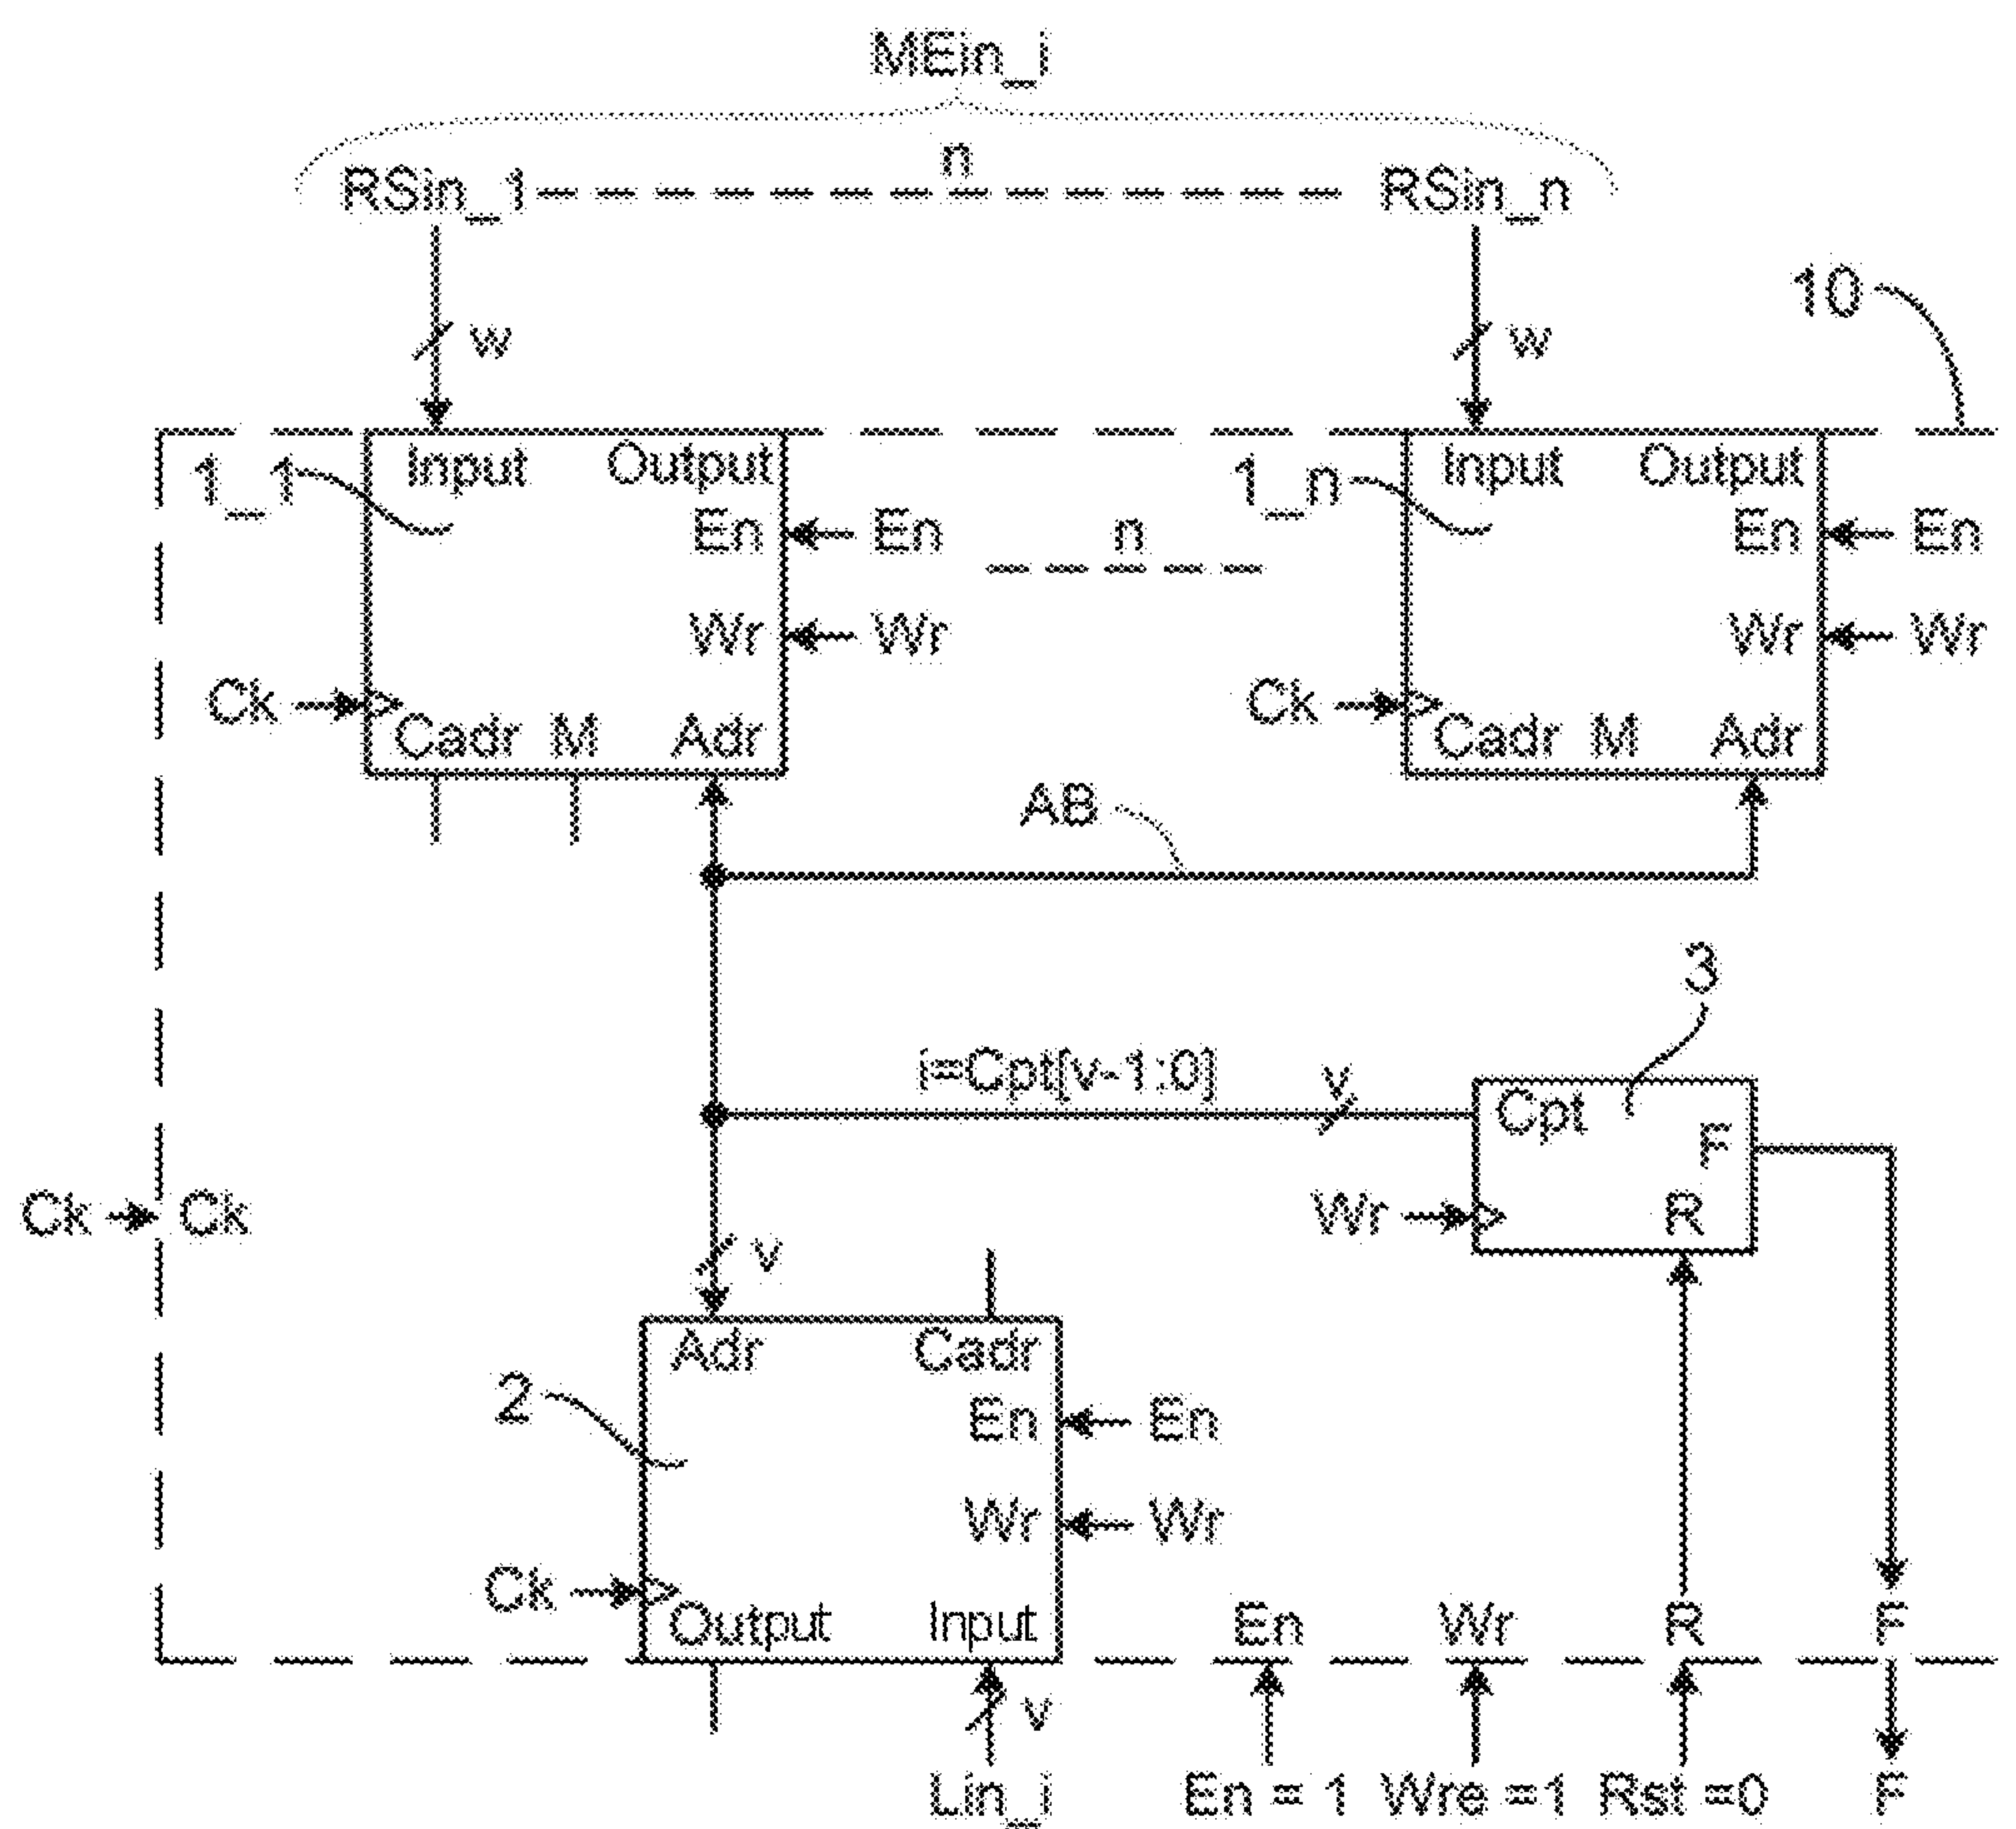 MEin_i
n
RSin_1 RSin_n
10
w w
Input Output Input Output
1_1 1_n
En En n En En
Wr Wr Wr Wr
Ck Ck
Cadr M Adr Cadr M Adr
AB
3
i=Cpt[v-1:0] v
Cpt
F
Ck Ck Wr R
v
Adr Cadr
2
En En
Wr Wr
Ck
Output Input En Wr R F
v
Lin_i En = 1 Wre =1 Rst =0 F